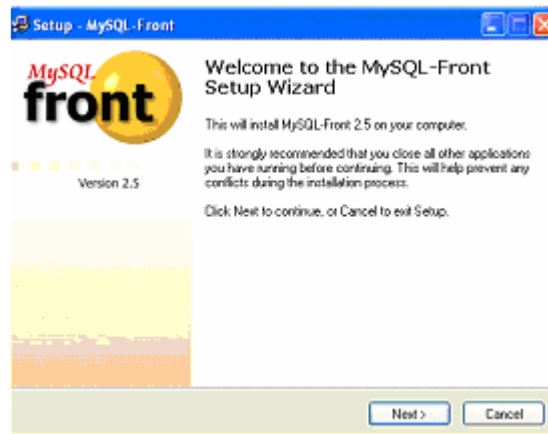 Setup - MySQL-Front
MySQL
front
Version 2.5
Welcome to the MySQL-Front
Setup Wizard
This will install MySQL-Front 2.5 on your computer.
It is strongly recommended that you close all other applications
you have running before continuing. This will help prevent any
conflicts during the installation process.
Click Next to continue, or Cancel to exit Setup.
Next >
Cancel